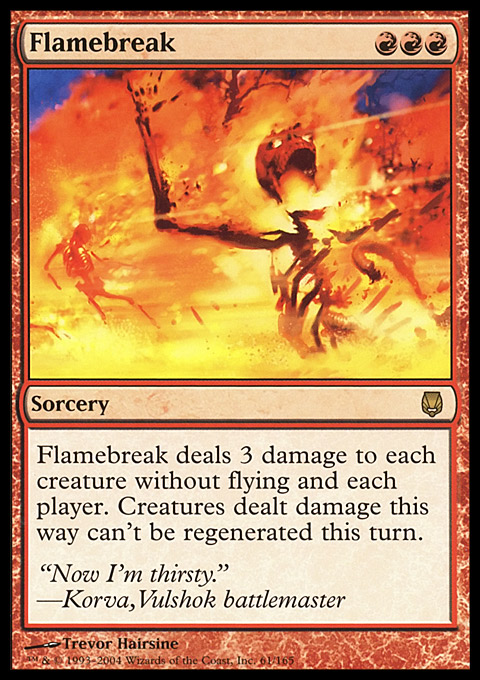 Flamebreak
Sorcery
Flamebreak deals 3 damage to each
creature without flying and each
player. Creatures dealt damage this
way can't be regenerated this turn.
"Now I'm thirsty."
—Korva, Vulshok battlemaster
Trevor Hairsine
™ & © 1993–2004 Wizards of the Coast, Inc. 61/165